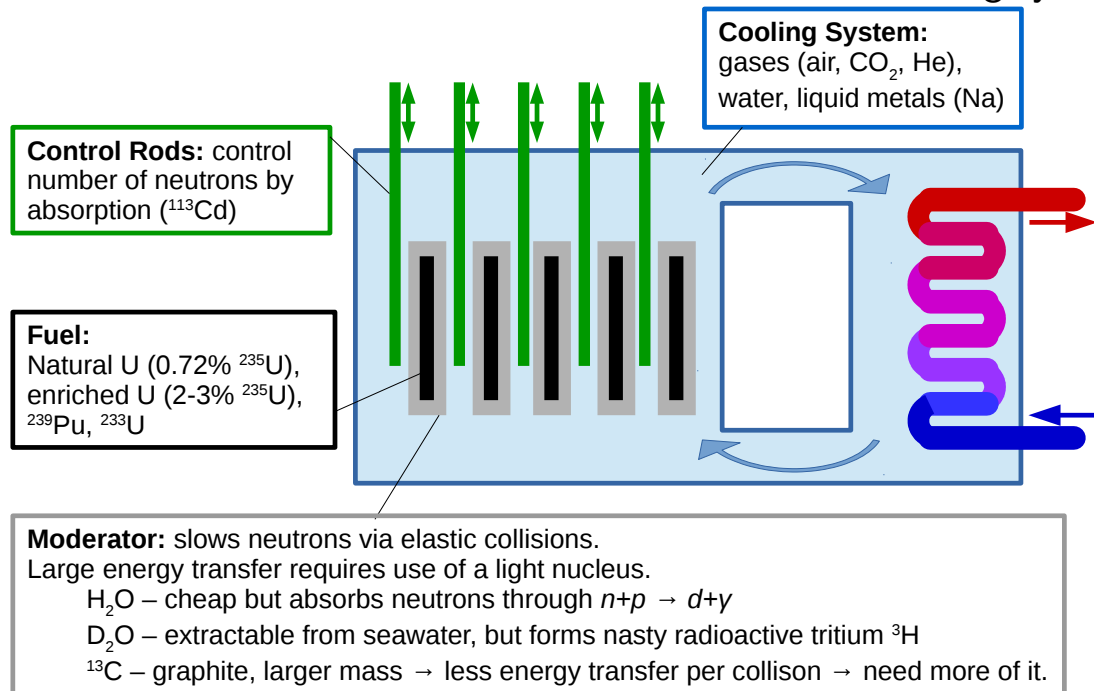 Cooling System:
gases (air, CO₂, He),
water, liquid metals (Na)
Control Rods: control
number of neutrons by
absorption (¹¹³Cd)
Fuel:
Natural U (0.72% ²³⁵U),
enriched U (2-3% ²³⁵U),
²³⁹Pu, ²³³U
Moderator: slows neutrons via elastic collisions.
Large energy transfer requires use of a light nucleus.
H₂O – cheap but absorbs neutrons through n+p → d+γ
D₂O – extractable from seawater, but forms nasty radioactive tritium ³H
¹³C – graphite, larger mass → less energy transfer per collison → need more of it.